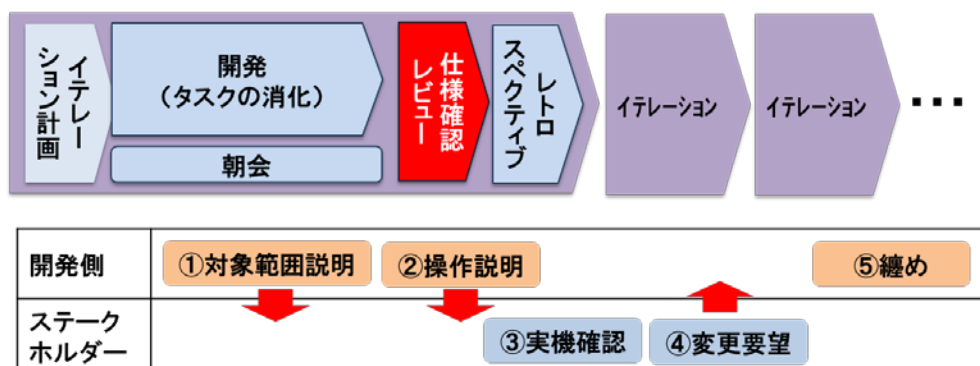 イテレー
ション計画
開発
（タスクの消化）
朝会
仕様確認
レビュー
レトロ
スペクティブ
イテレーション
イテレーション
・・・
開発側
①対象範囲説明
②操作説明
⑤纏め
ステーク
ホルダー
③実機確認
④変更要望